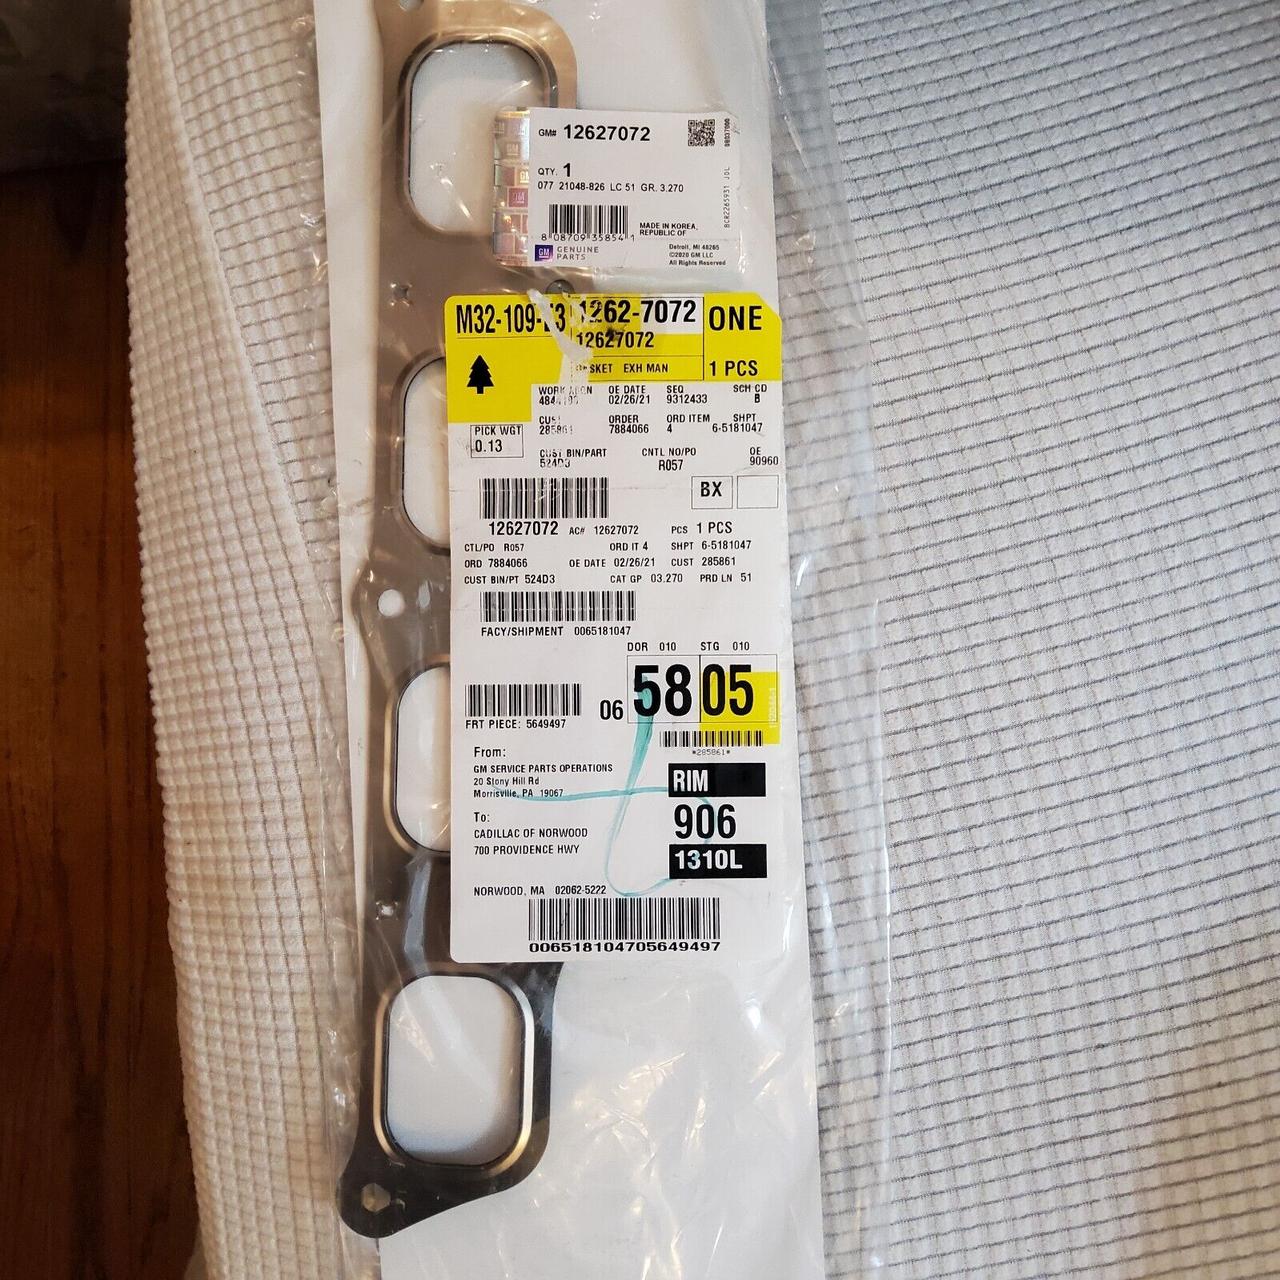 GM# 12627072
QTY. 1
077 21048-826 LC 51 GR. 3.270
8 08709 35854 1
MADE IN KOREA,
REPUBLIC OF
GM GENUINE
PARTS
Detroit, MI 48265
©2020 GM LLC
All Rights Reserved
BCR2265931 JDL
M32-109- 1262-7072 ONE
12627072
EXH MAN 1 PCS
OE DATE SEQ SCH CD
02/26/21 9312433 B
ORDER ORD ITEM SHPT
7884066 4 6-5181047
PICK WGT
0.13
CUST BIN/PART CNTL NO/PO OE
524D3 R057 90960
BX
12627072 AC# 12627072 PCS 1 PCS
CTL/PO R057 ORD IT 4 SHPT 6-5181047
ORD 7884066 OE DATE 02/26/21 CUST 285861
CUST BIN/PT 524D3 CAT GP 03.270 PRD LN 51
FACY/SHIPMENT 0065181047
DOR 010 STG 010
06 58 05
FRT PIECE: 5649497
*285861*
From:
GM SERVICE PARTS OPERATIONS
20 Stony Hill Rd
Morrisville, PA 19067
RIM
906
1310L
To:
CADILLAC OF NORWOOD
700 PROVIDENCE HWY
NORWOOD, MA 02062-5222
006518104705649497